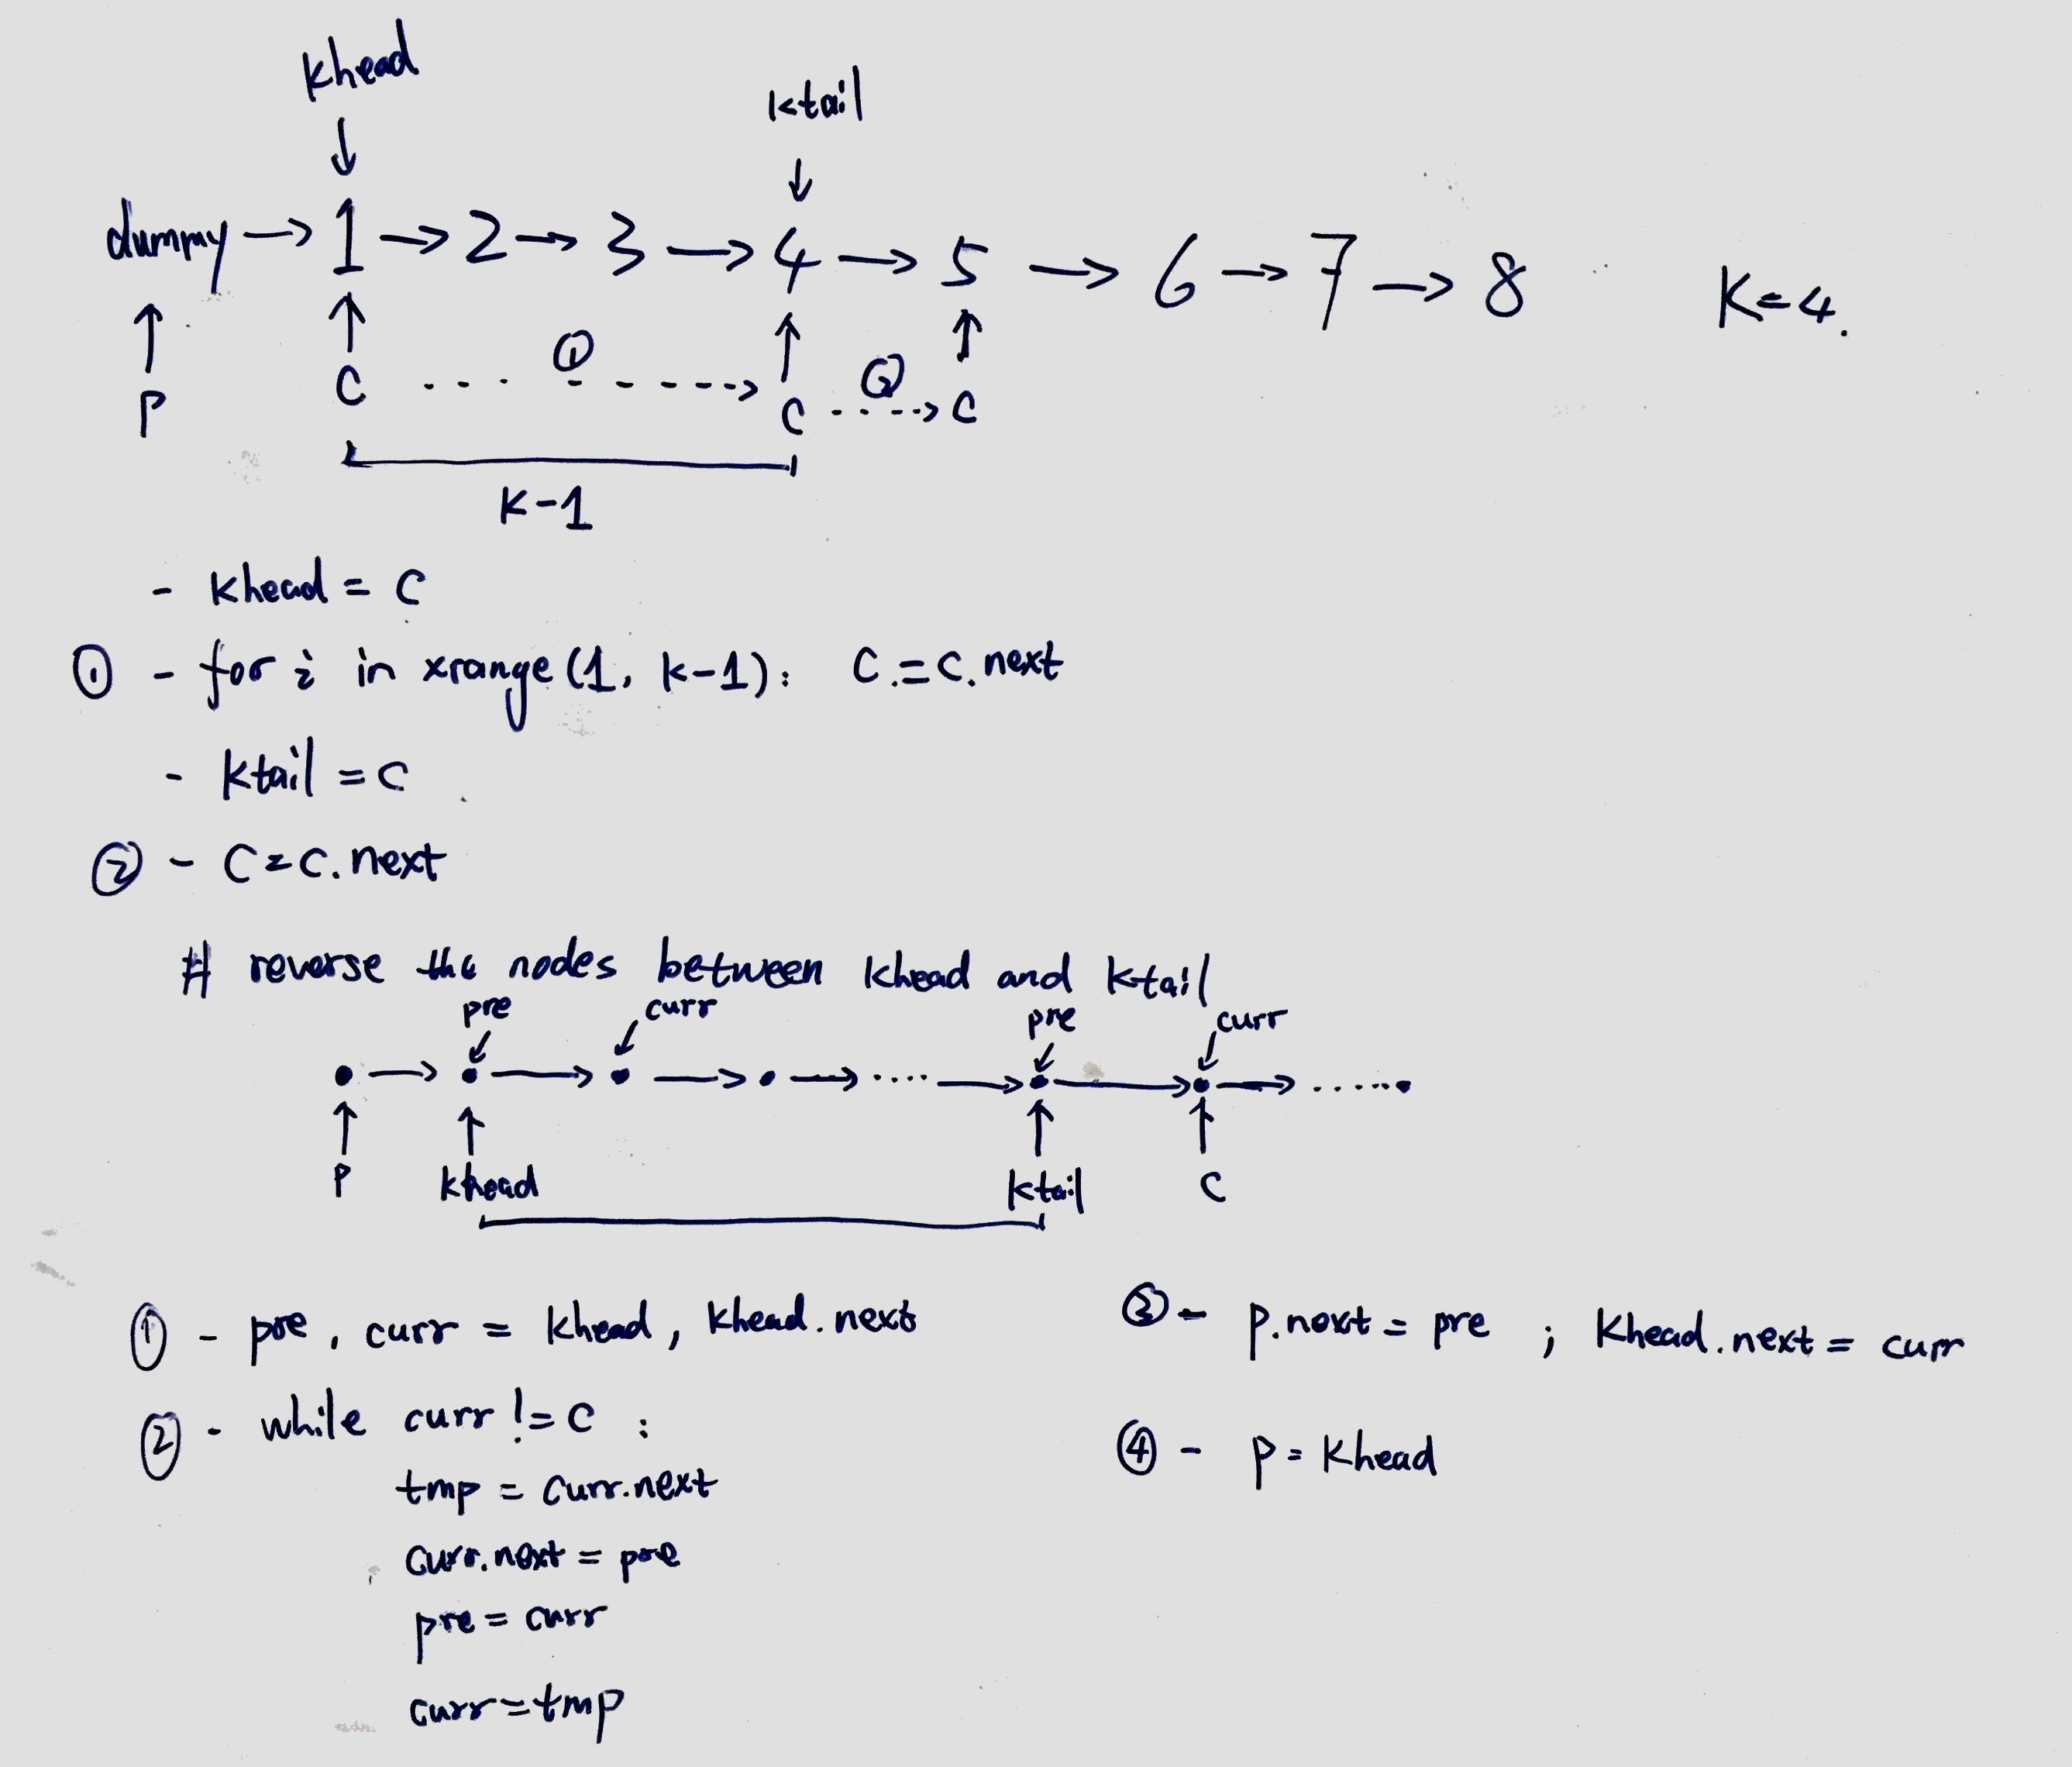 khead
ktail
dummy → 1 → 2 → 3 → 4 → 5 → 6 → 7 → 8 K=4.
P C ① C ② C
K-1
- khead = C
① - for i in xrange(1, k-1): C = C.next
- ktail = C
② - C = C.next
# reverse the nodes between khead and ktail
pre curr pre curr
P khead ktail C
① - pre, curr = khead, khead.next
③ - P.next = pre ; khead.next = curr
② - while curr != C :
④ - P = khead
tmp = curr.next
curr.next = pre
pre = curr
curr = tmp